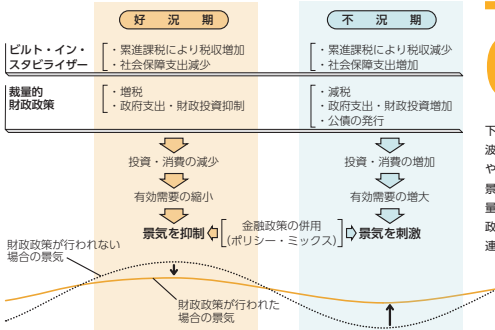 好況期
不況期
ビルト・イン・
スタビライザー
・累進課税により税収増加
・社会保障支出減少
・累進課税により税収減少
・社会保障支出増加
裁量的
財政政策
・増税
・政府支出・財政投資抑制
・減税
・政府支出・財政投資増加
・公債の発行
投資・消費の減少
投資・消費の増加
有効需要の縮小
有効需要の増大
景気を抑制
金融政策の併用
(ポリシー・ミックス)
景気を刺激
財政政策が行われない
場合の景気
財政政策が行われた
場合の景気
下
波
や
景
量
政
連